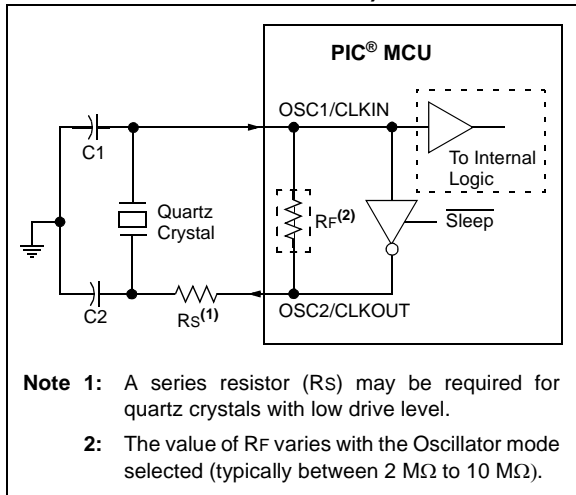 PIC® MCU
OSC1/CLKIN
C1
To Internal
Logic
Quartz
Crystal
RF(2)
Sleep
C2
RS(1)
OSC2/CLKOUT
Note 1: A series resistor (RS) may be required for
quartz crystals with low drive level.
2: The value of RF varies with the Oscillator mode
selected (typically between 2 MΩ to 10 MΩ).